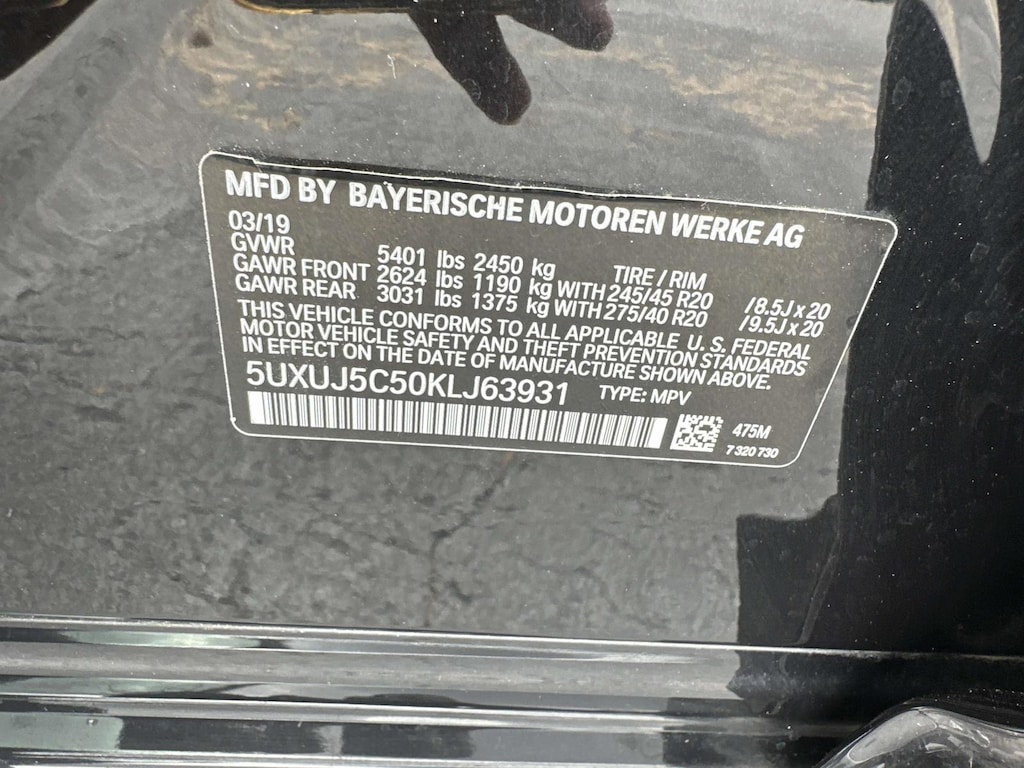 MFD BY BAYERISCHE MOTOREN WERKE AG
03/19
GVWR 5401 lbs 2450 kg TIRE / RIM
GAWR FRONT 2624 lbs 1190 kg WITH 245/45 R20 /8.5J x 20
GAWR REAR 3031 lbs 1375 kg WITH 275/40 R20 /9.5J x 20
THIS VEHICLE CONFORMS TO ALL APPLICABLE U. S. FEDERAL
MOTOR VEHICLE SAFETY AND THEFT PREVENTION STANDARDS
IN EFFECT ON THE DATE OF MANUFACTURE SHOWN ABOVE.
5UXUJ5C50KLJ63931 TYPE: MPV
475M
7 320 730